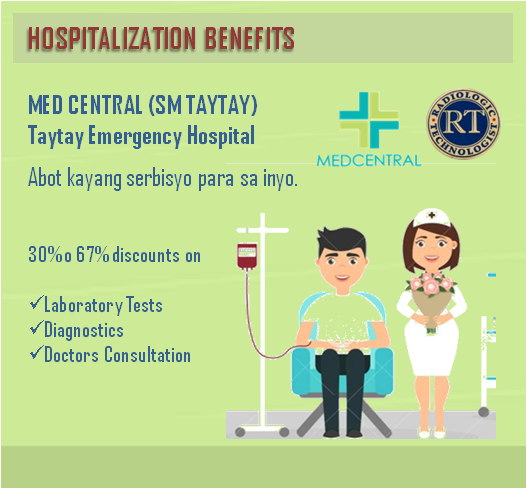 HOSPITALIZATION BENEFITS
MED CENTRAL (SM TAYTAY)
Taytay Emergency Hospital
Abot kayang serbisyo para sa inyo.
MEDCENTRAL
RADIOLOGIC
RT
TECHNOLOGIST
30% o 67% discounts on
✓Laboratory Tests
✓Diagnostics
✓Doctors Consultation